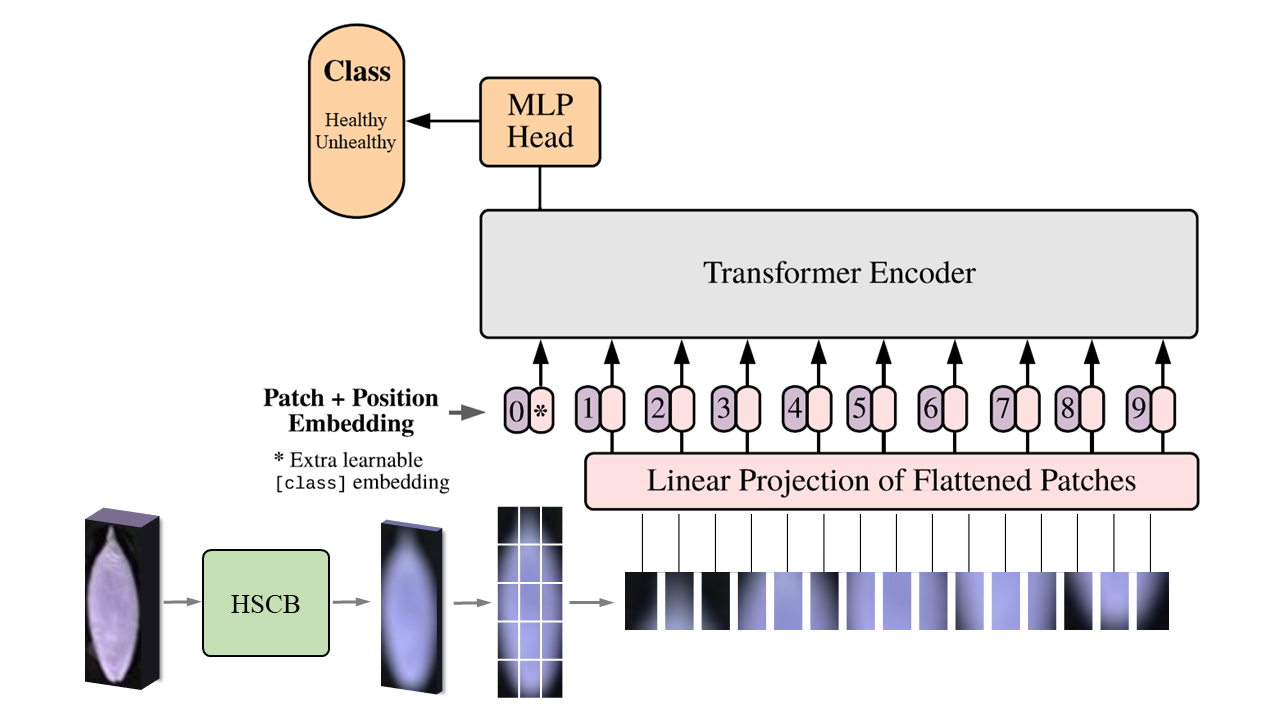 Class
Healthy
Unhealthy
MLP
Head
Transformer Encoder
Patch + Position
Embedding
0 * 1 2 3 4 5 6 7 8 9
* Extra learnable
[class] embedding
Linear Projection of Flattened Patches
HSCB